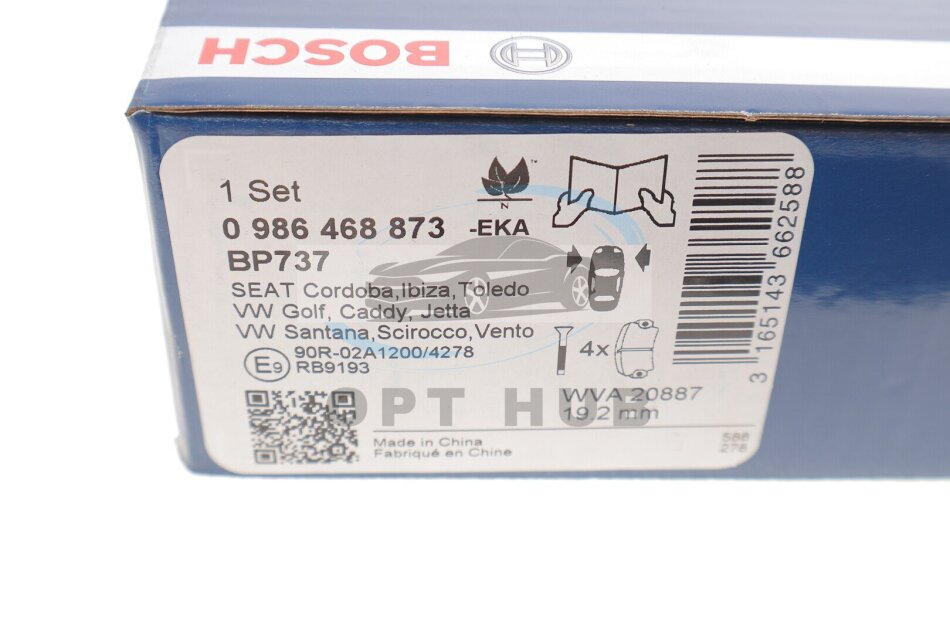 BOSCH
1 Set
0 986 468 873 -EKA
BP737
SEAT Cordoba,Ibiza,Toledo
VW Golf, Caddy, Jetta
VW Santana,Scirocco,Vento
E9 90R-02A1200/4278
RB9193
N
TM
4x
WVA 20887
19.2 mm
OPT HUB
Made in China
Fabriqué en Chine
3 165143 662588
588
278